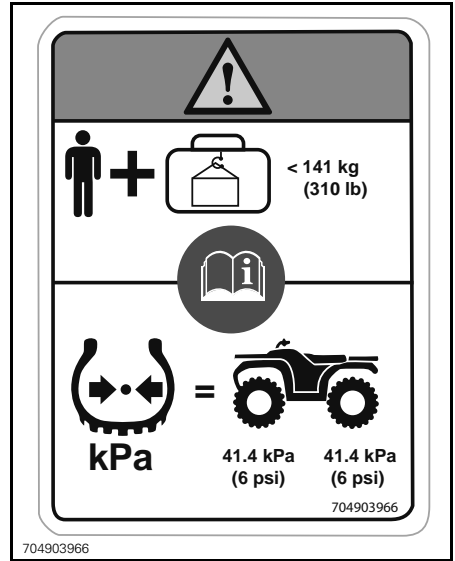 < 141 kg
(310 lb)
i
kPa
=
41.4 kPa
(6 psi)
41.4 kPa
(6 psi)
704903966
704903966